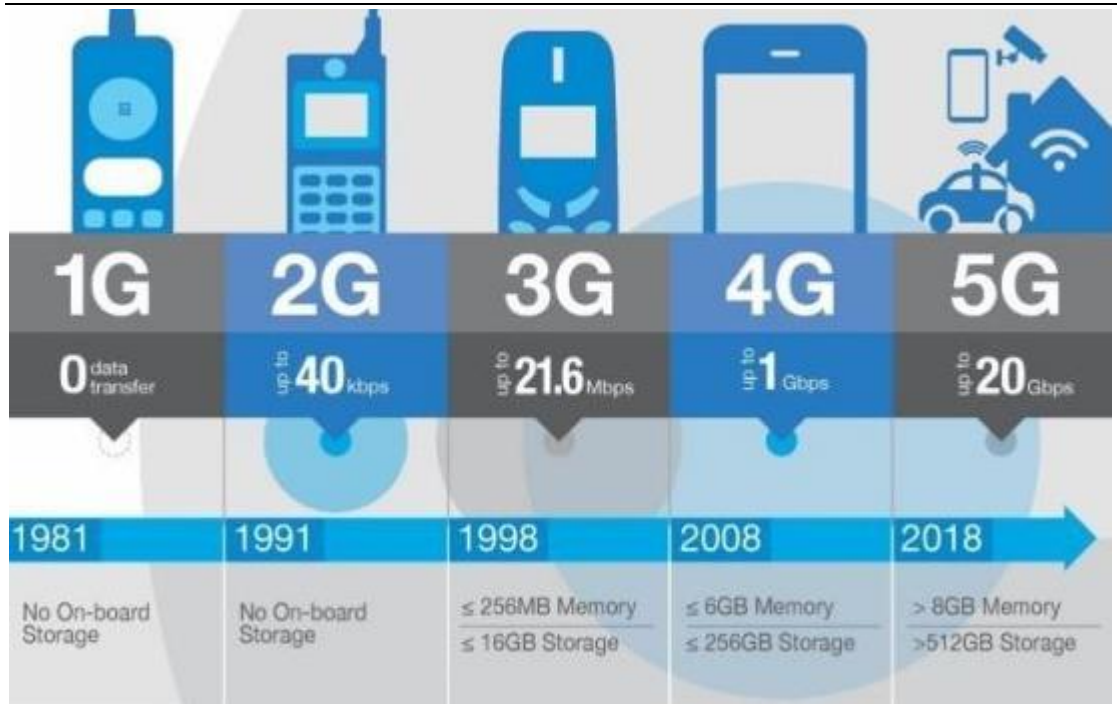 1G
2G
3G
4G
5G
0 data transfer
up to 40 kbps
up to 21.6 Mbps
up to 1 Gbps
up to 20 Gbps
1981
1991
1998
2008
2018
No On-board
Storage
No On-board
Storage
≤ 256MB Memory
≤ 16GB Storage
≤ 6GB Memory
≤ 256GB Storage
> 8GB Memory
>512GB Storage